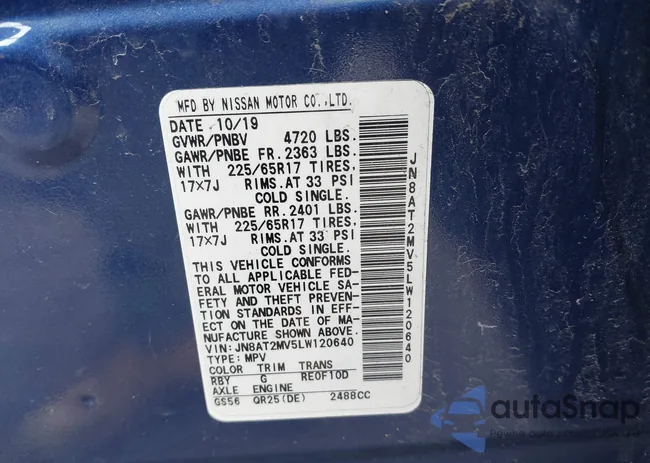 MFD BY NISSAN MOTOR CO.,LTD.
DATE 10/19
GVWR/PNBV 4720 LBS.
GAWR/PNBE FR. 2363 LBS.
WITH 225/65R17 TIRES,
17×7J RIMS.AT 33 PSI
COLD SINGLE.
GAWR/PNBE RR. 2401 LBS.
WITH 225/65R17 TIRES,
17×7J RIMS.AT 33 PSI
COLD SINGLE.
THIS VEHICLE CONFORMS
TO ALL APPLICABLE FED-
ERAL MOTOR VEHICLE SA-
FETY AND THEFT PREVEN-
TION STANDARDS IN EFF-
ECT ON THE DATE OF MA-
NUFACTURE SHOWN ABOVE.
VIN: JN8AT2MV5LW120640
TYPE: MPV
COLOR TRIM TRANS
RBY G RE0F10D
AXLE ENGINE
GS56 QR25(DE) 2488CC
JN8AT2MV5LW120640
autoSnap